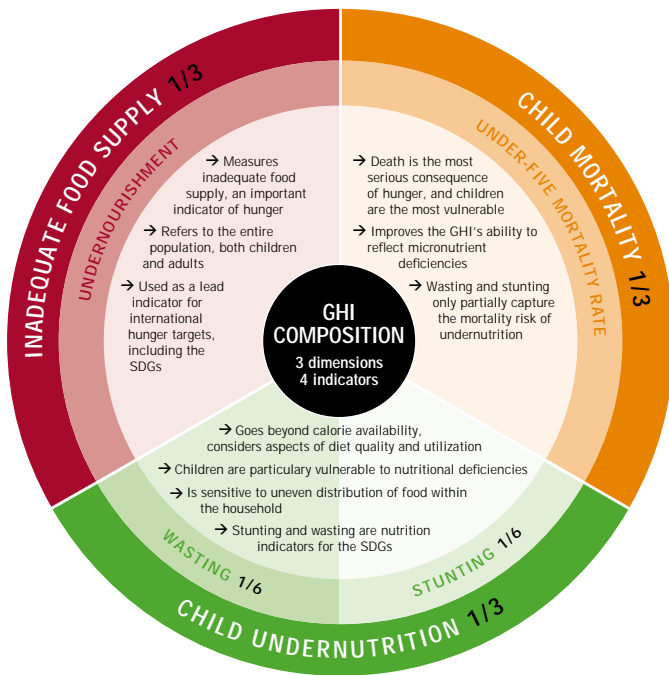 INADEQUATE FOOD SUPPLY 1/3
UNDERNOURISHMENT
→ Measures
inadequate food
supply, an important
indicator of hunger
→ Refers to the entire
population, both children
and adults
→ Used as a lead
indicator for
international
hunger targets,
including the
SDGs
CHILD MORTALITY 1/3
UNDER-FIVE MORTALITY RATE
→ Death is the most
serious consequence
of hunger, and children
are the most vulnerable
→ Improves the GHI's ability to
reflect micronutrient
deficiencies
→ Wasting and stunting
only partially capture
the mortality risk of
undernutrition
GHI
COMPOSITION
3 dimensions
4 indicators
→ Goes beyond calorie availability,
considers aspects of diet quality and utilization
→ Children are particulary vulnerable to nutritional deficiencies
→ Is sensitive to uneven distribution of food within
the household
→ Stunting and wasting are nutrition
indicators for the SDGs
WASTING 1/6
STUNTING 1/6
CHILD UNDERNUTRITION 1/3